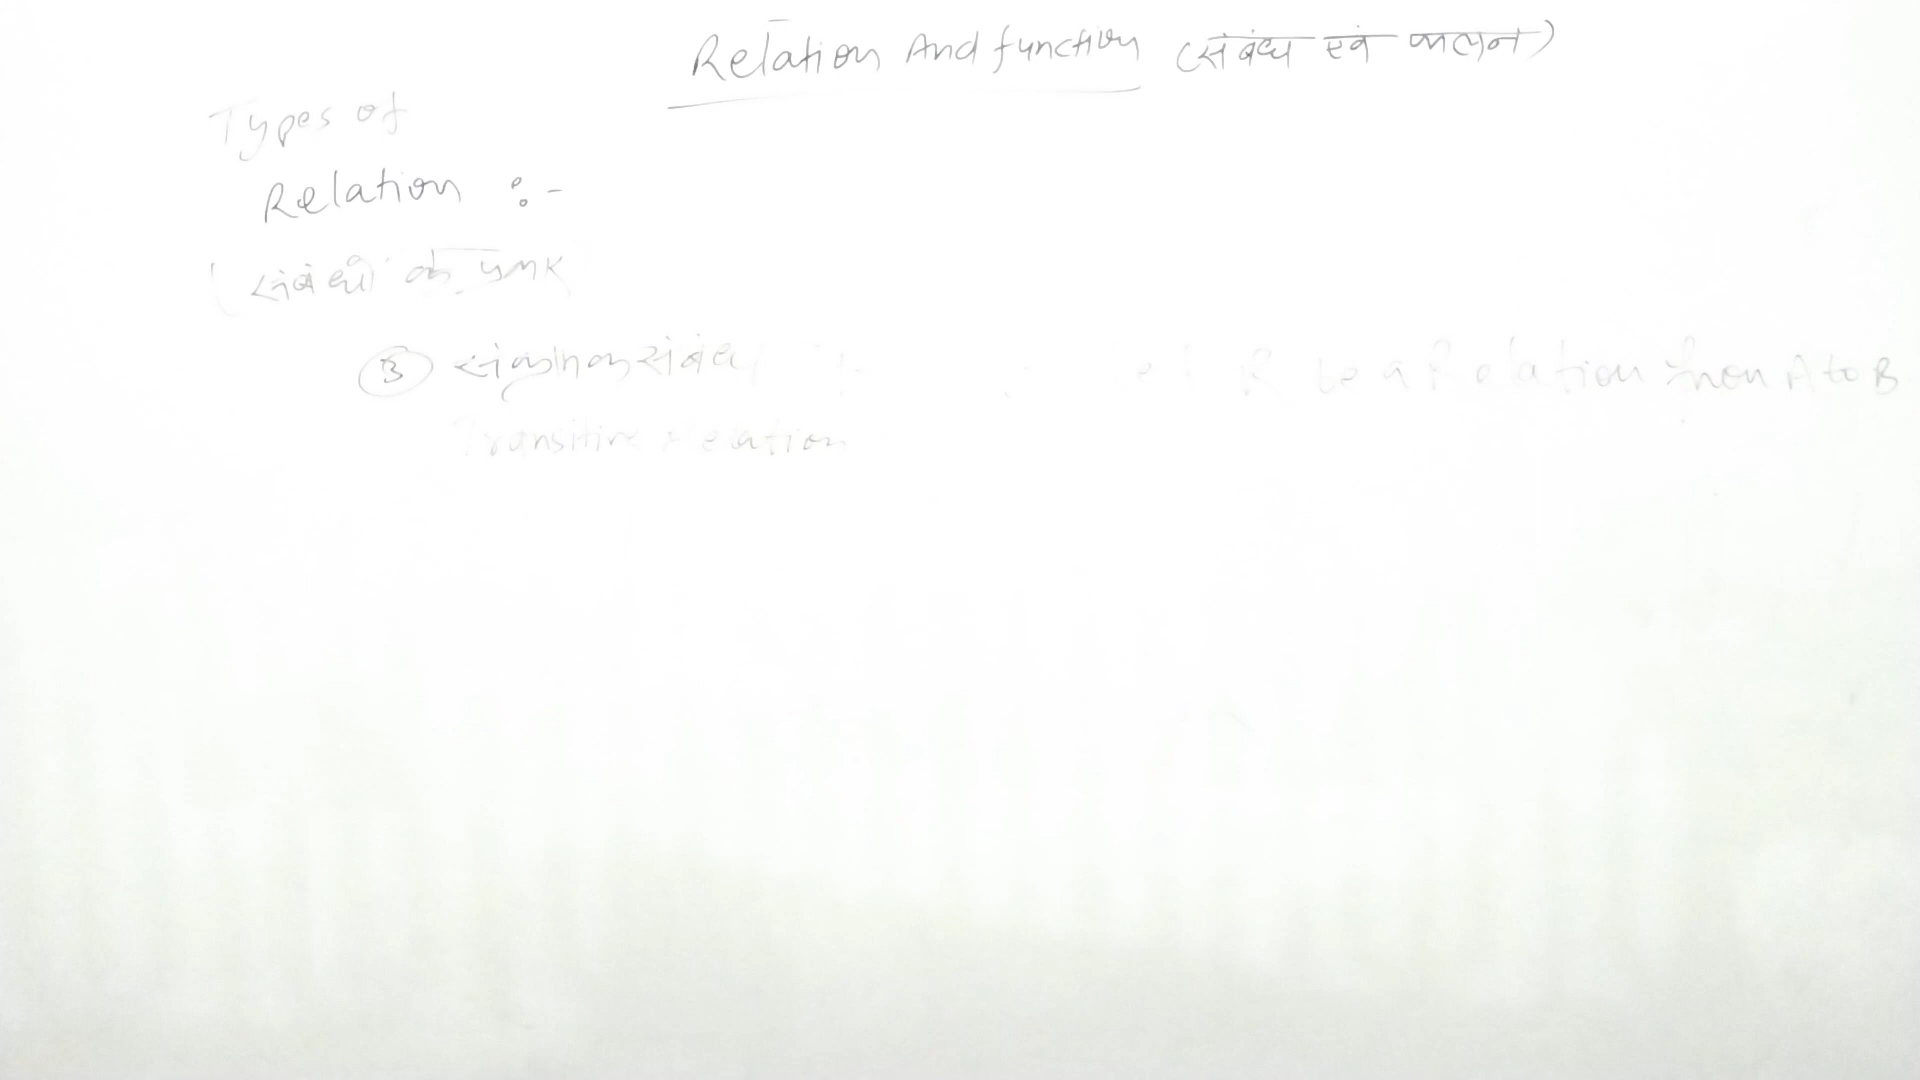 Relation And function (संबंध एवं फलन)
Types of
Relation :-
(संबंधों के प्रकार
③ संक्रामक संबंध R be a Relation from A to B
Transitive Relation